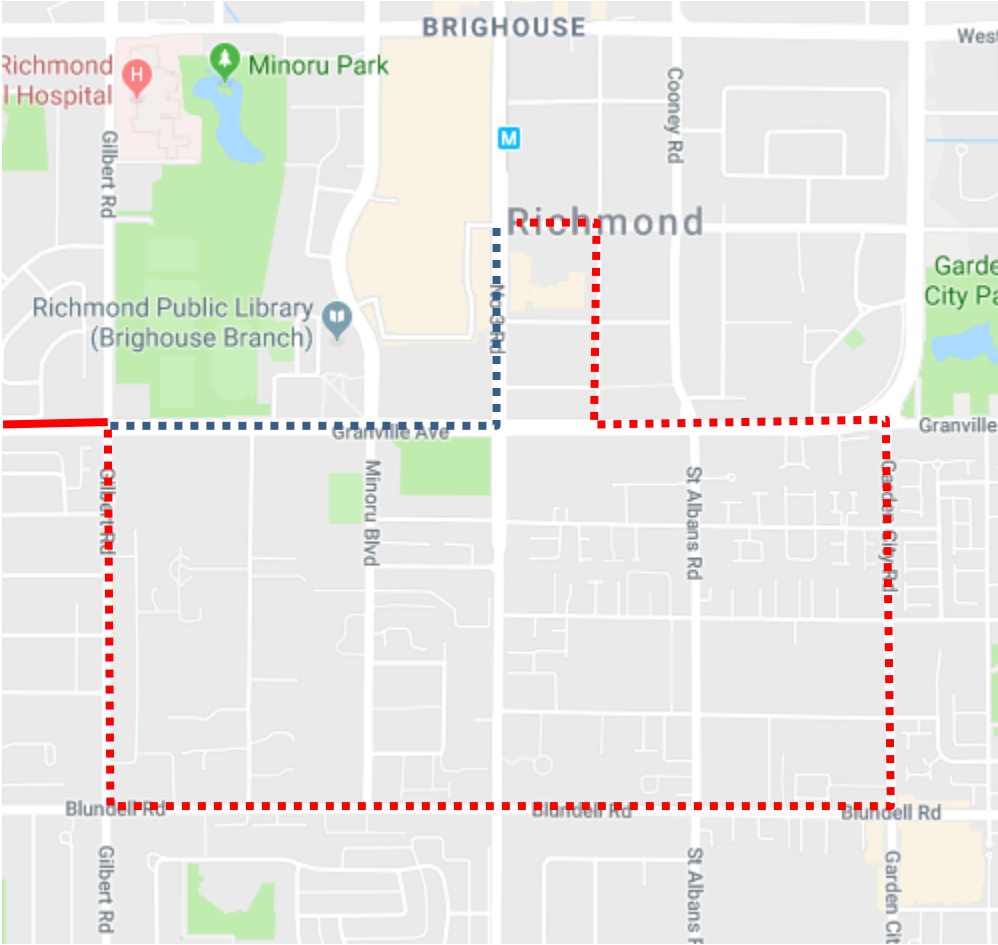 BRIGHOUSE
West
Richmond
l Hospital
H
Minoru Park
Cooney Rd
M
Gilbert Rd
Richmond
Garde
City Pa
Richmond Public Library
(Brighouse Branch)
No 3 Rd
Granville Ave
Granville
Gilbert Rd
Minoru Blvd
St Albans Rd
Garden City Rd
Blundell Rd
Blundell Rd
Blundell Rd
Gilbert Rd
St Albans R
Garden Cit